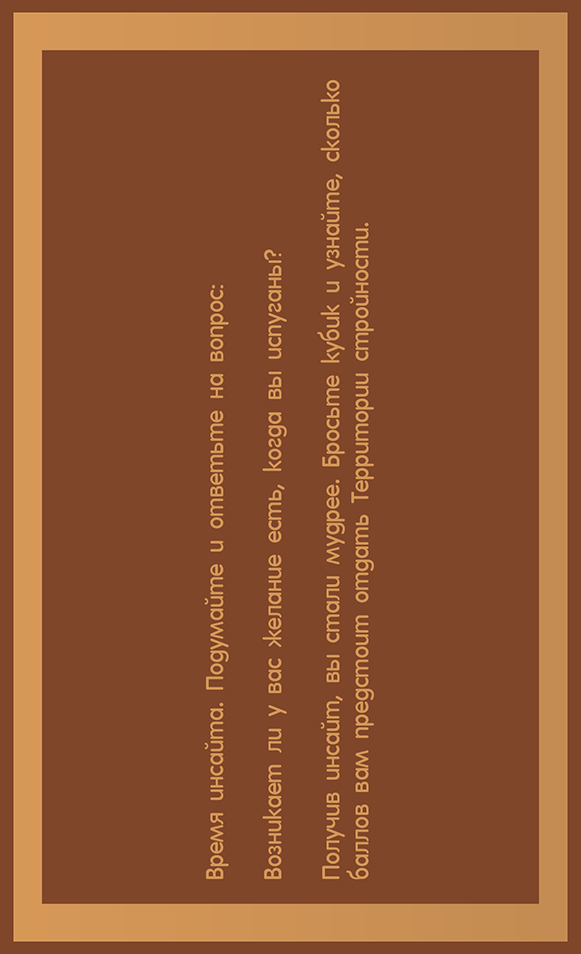 Время инсайта. Подумайте и ответьте на вопрос:
Возникает ли у вас желание есть, когда вы испуганы?
Получив инсайт, вы стали мудрее. Бросьте кубик и узнайте, сколько
баллов вам предстоит отдать Территории стройности.